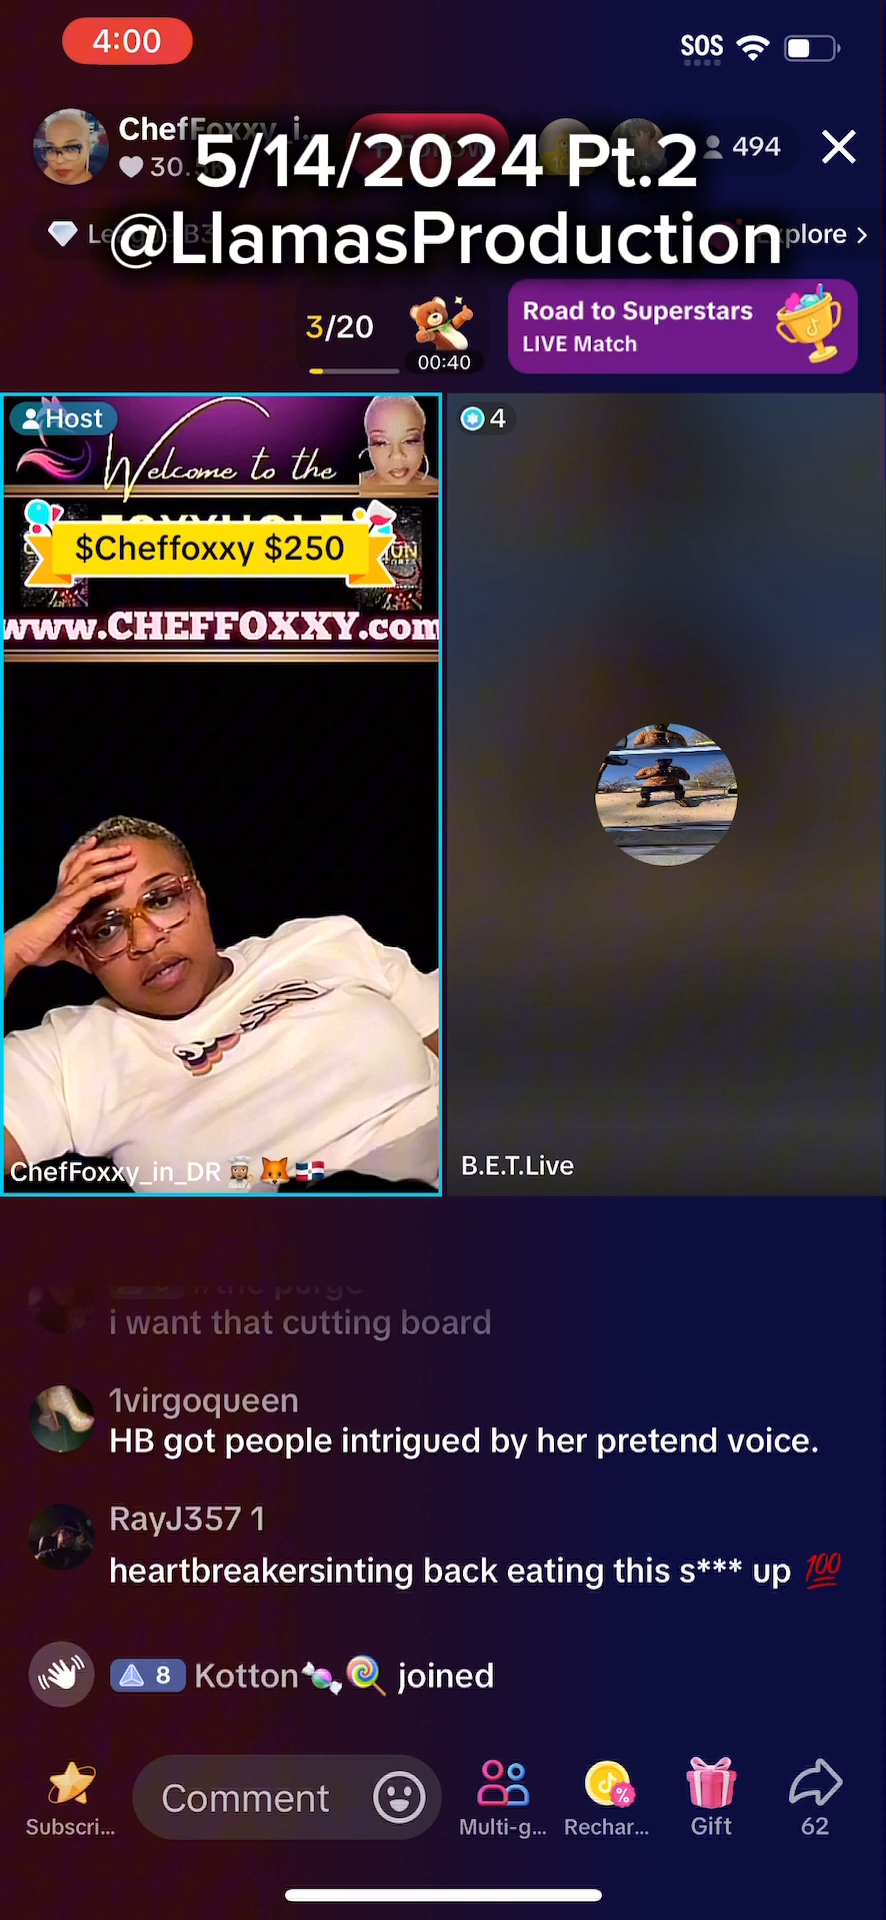 4:00
SOS
ChefFoxxy_i...
494
5/14/2024 Pt.2
@LlamasProduction
Explore >
3/20
00:40
Road to Superstars
LIVE Match
Host
4
Welcome to the
$Cheffoxxy $250
www.CHEFFOXXY.com
ChefFoxxy_in_DR
B.E.T.Live
i want that cutting board
1virgoqueen
HB got people intrigued by her pretend voice.
RayJ357 1
heartbreakersinting back eating this s*** up 💯
8 Kotton🍬🍭 joined
Comment
Subscri...
Multi-g...
Rechar...
Gift
62